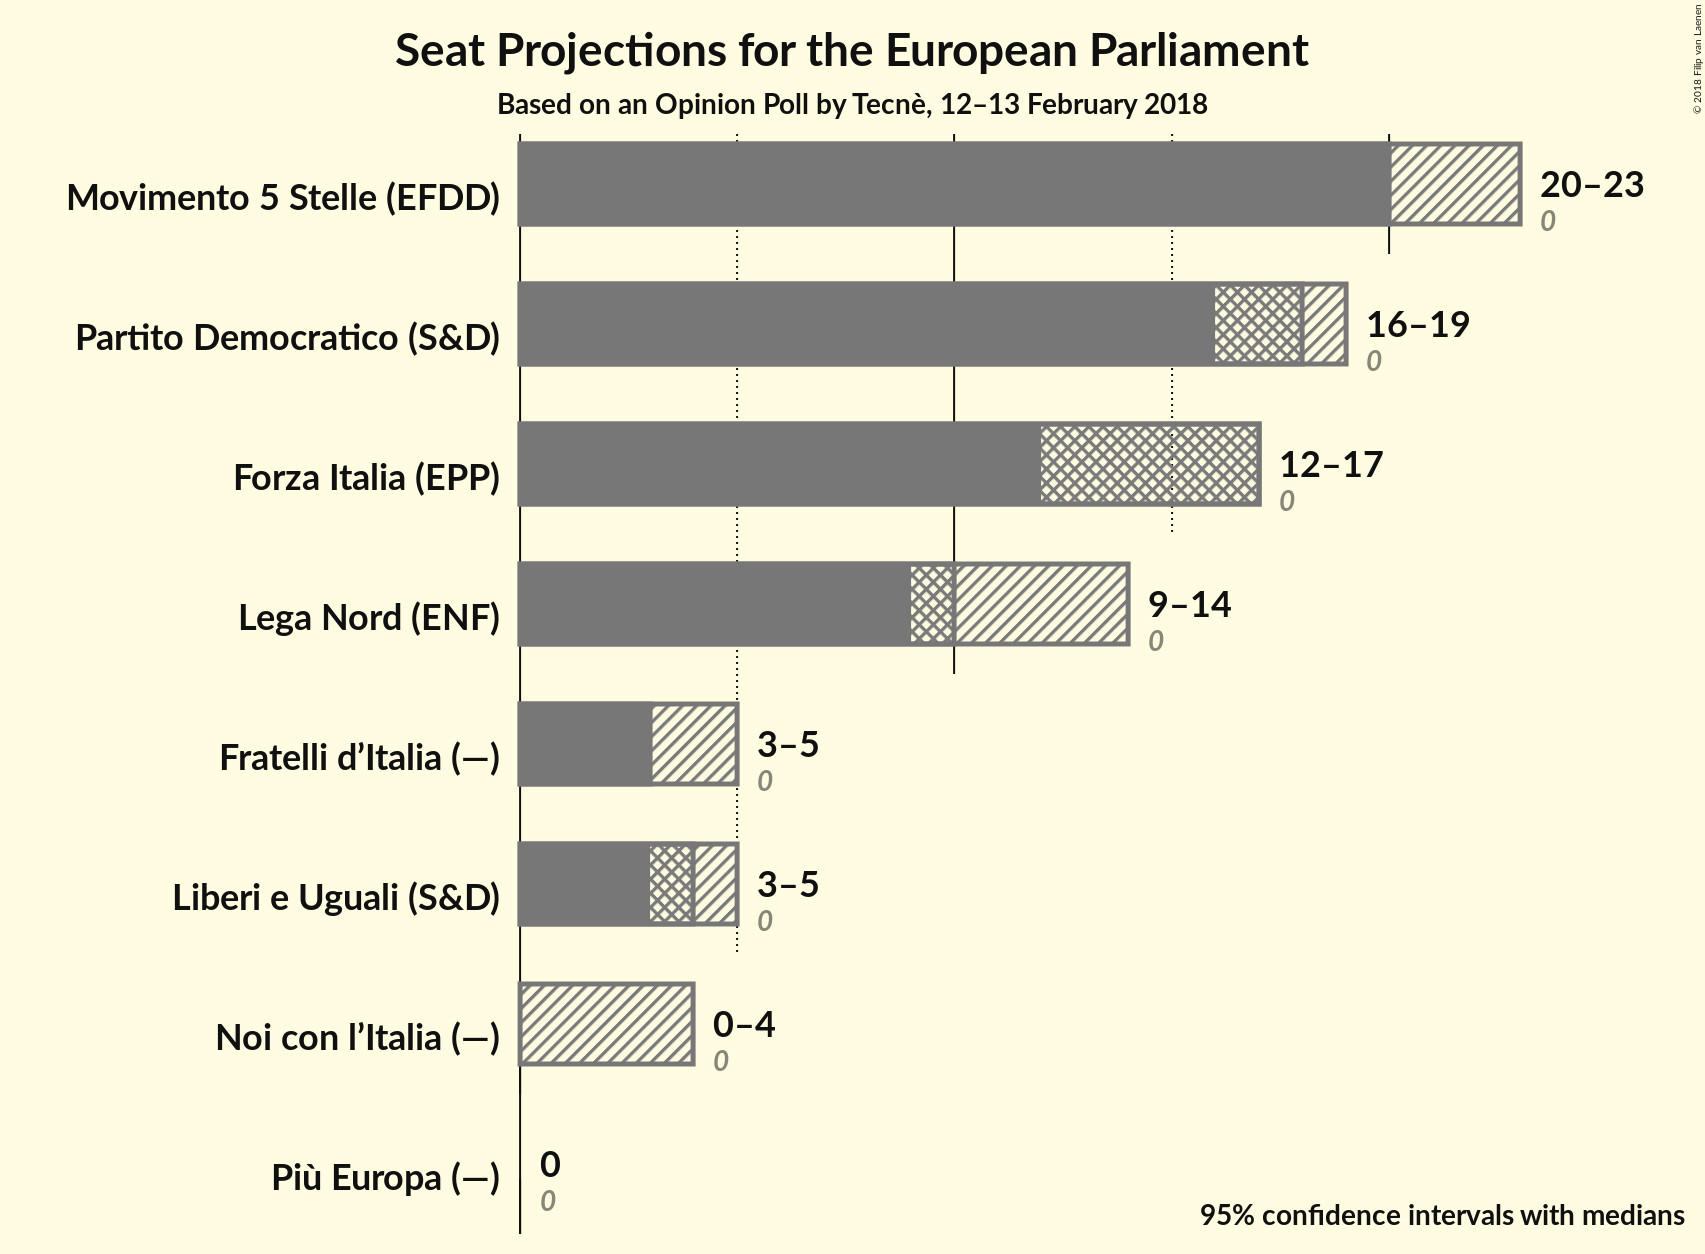 Seat Projections for the European Parliament
Based on an Opinion Poll by Tecnè, 12–13 February 2018
© 2018 Filip van Laenen
Movimento 5 Stelle (EFDD)
20–23
0
Partito Democratico (S&D)
16–19
0
Forza Italia (EPP)
12–17
0
Lega Nord (ENF)
9–14
0
Fratelli d’Italia (—)
3–5
0
Liberi e Uguali (S&D)
3–5
0
Noi con l’Italia (—)
0–4
0
Più Europa (—)
0
0
95% confidence intervals with medians